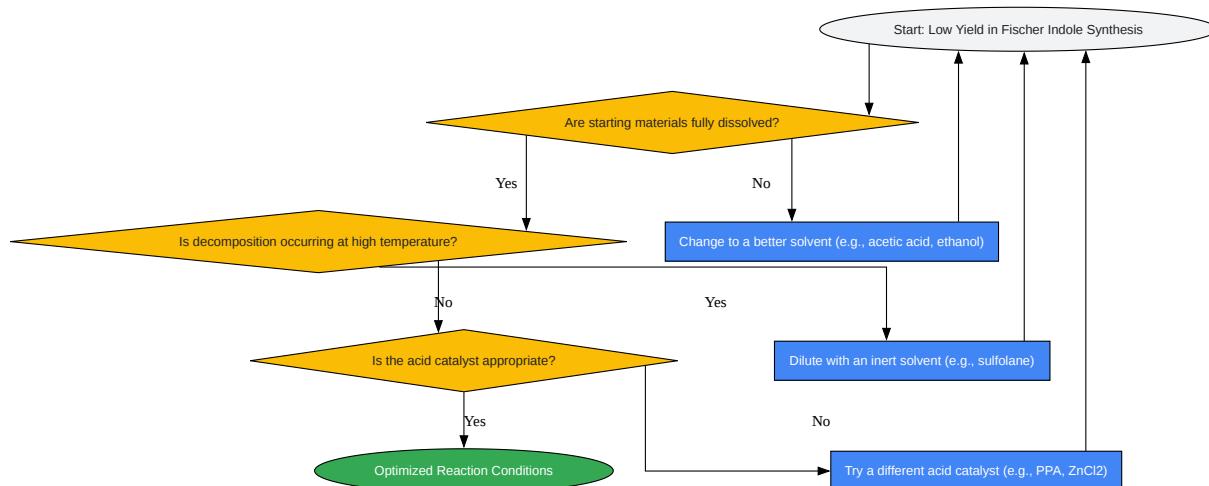 Start: Low Yield in Fischer Indole Synthesis
Are starting materials fully dissolved?
Yes
No
Is decomposition occurring at high temperature?
Change to a better solvent (e.g., acetic acid, ethanol)
No
Yes
Is the acid catalyst appropriate?
Dilute with an inert solvent (e.g., sulfolane)
Yes
No
Optimized Reaction Conditions
Try a different acid catalyst (e.g., PPA, ZnCl2)